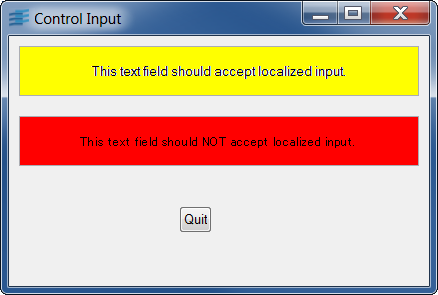 Control Input
This text field should accept localized input.
This text field should NOT accept localized input.
Quit